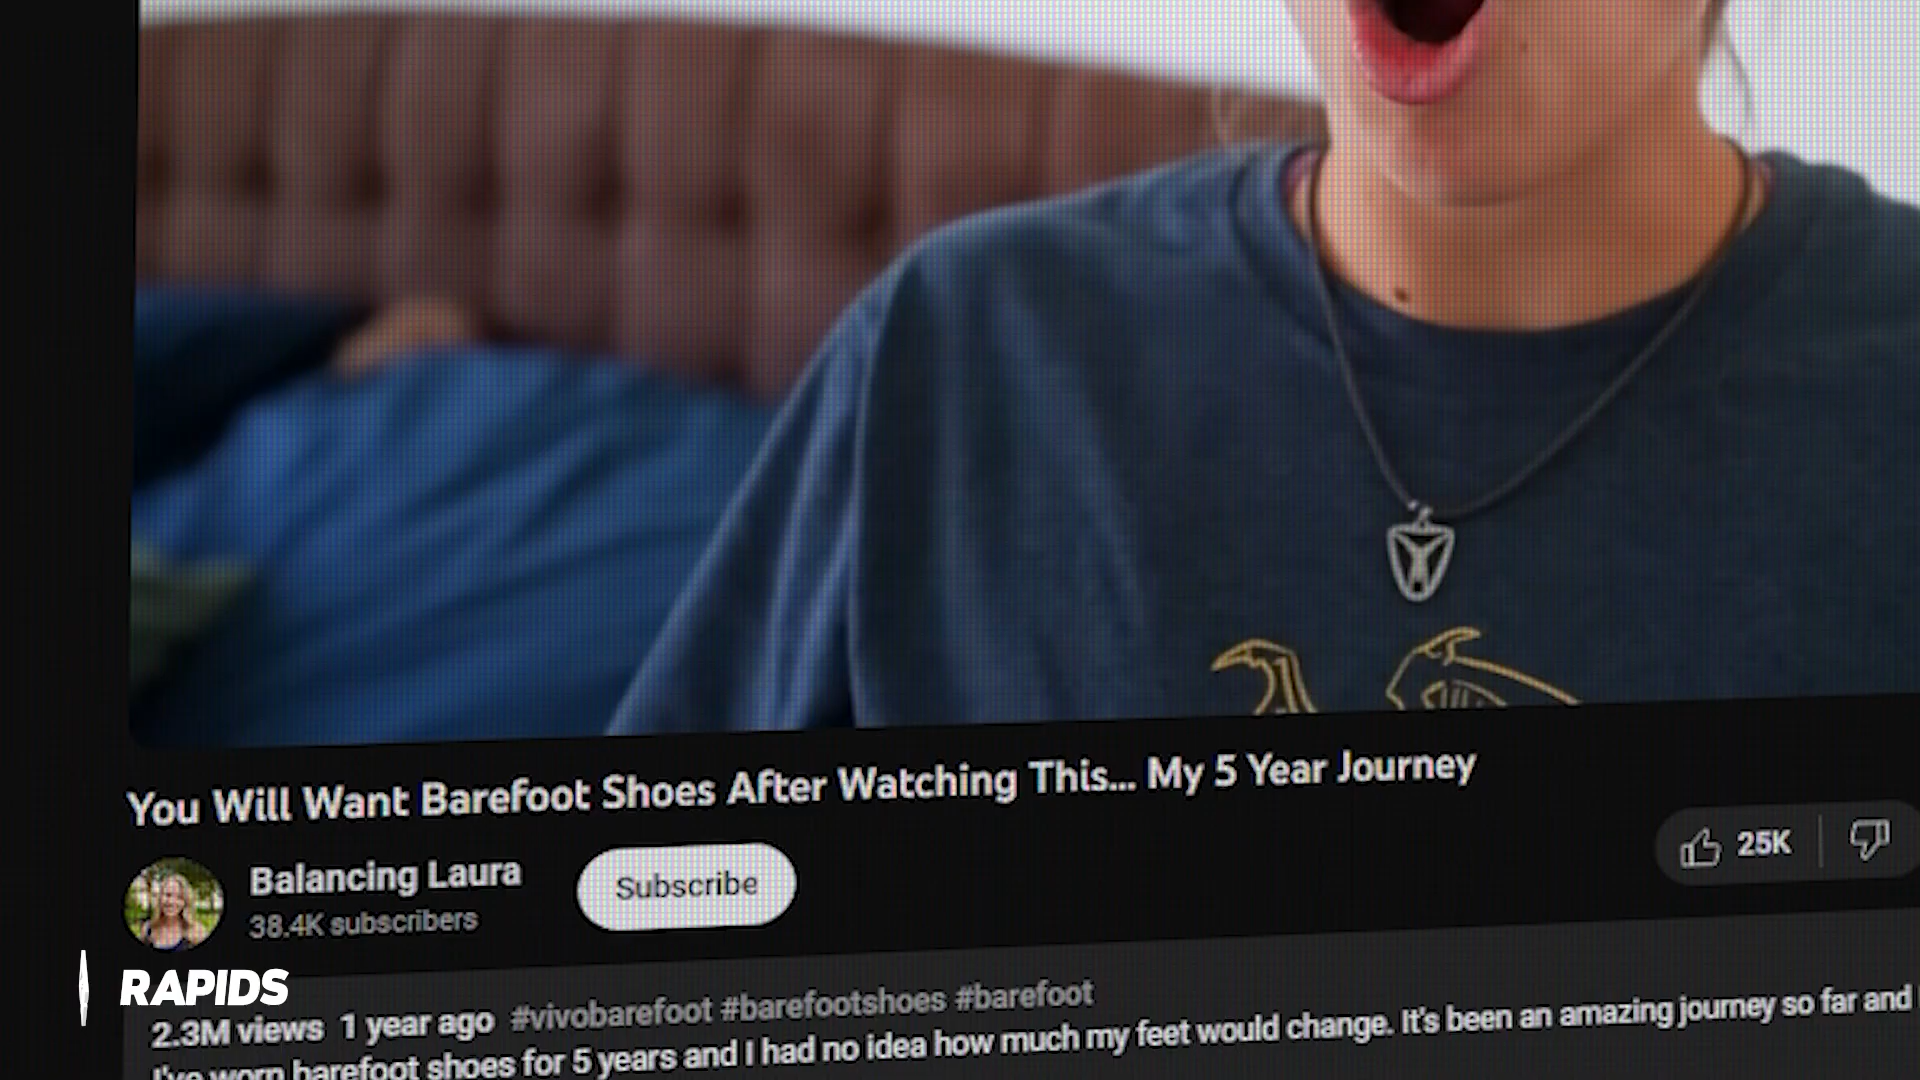 You Will Want Barefoot Shoes After Watching This... My 5 Year Journey
Balancing Laura
38.4K subscribers
Subscribe
25K
RAPIDS
2.3M views 1 year ago #vivobarefoot #barefootshoes #barefoot
I've worn barefoot shoes for 5 years and I had no idea how much my feet would change. It's been an amazing journey so far and I